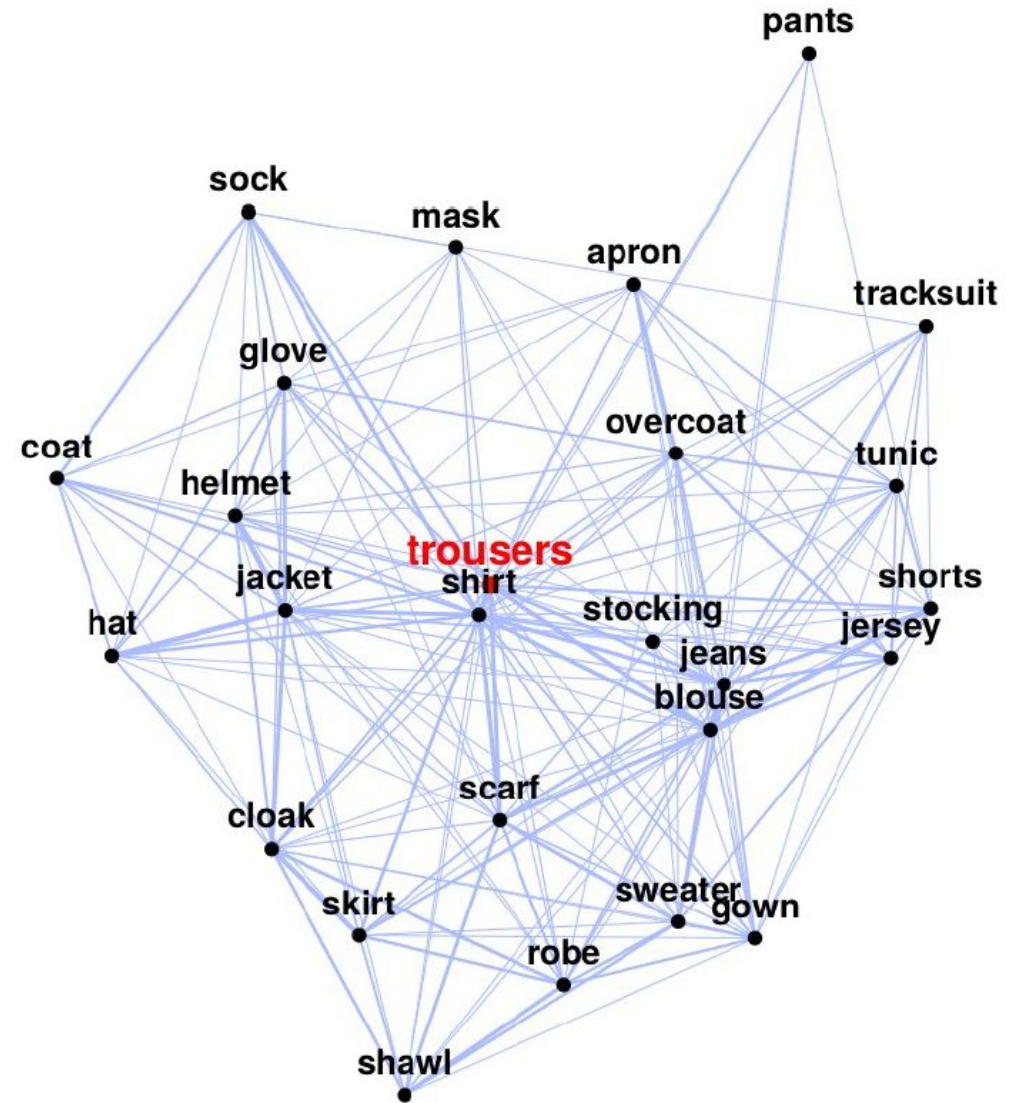 pants
sock
mask
apron
tracksuit
glove
overcoat
coat
tunic
helmet
trousers
jacket
shirt
shorts
stocking
hat
jersey
jeans
blouse
scarf
cloak
sweater
skirt
gown
robe
shawl